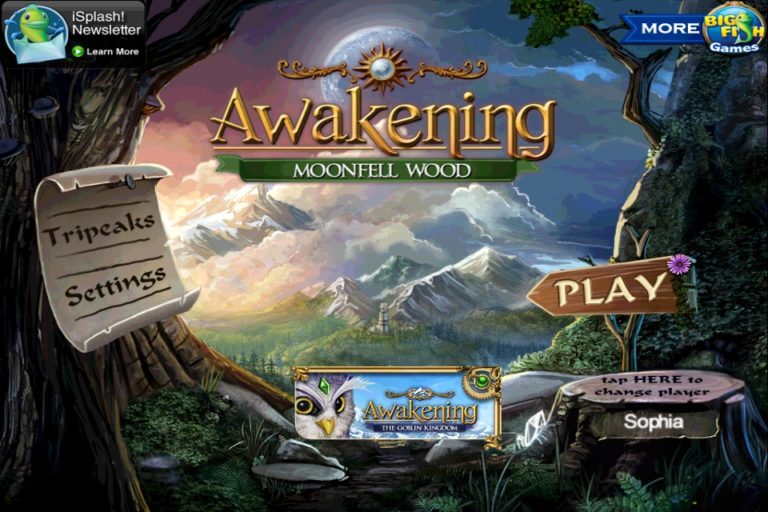 iSplash!
Newsletter
Learn More
MORE
BIG FISH
Games
Awakening
MOONFELL WOOD
Tripeaks
Settings
PLAY
Awakening
THE GOBLIN KINGDOM
tap HERE to
change player
Sophia